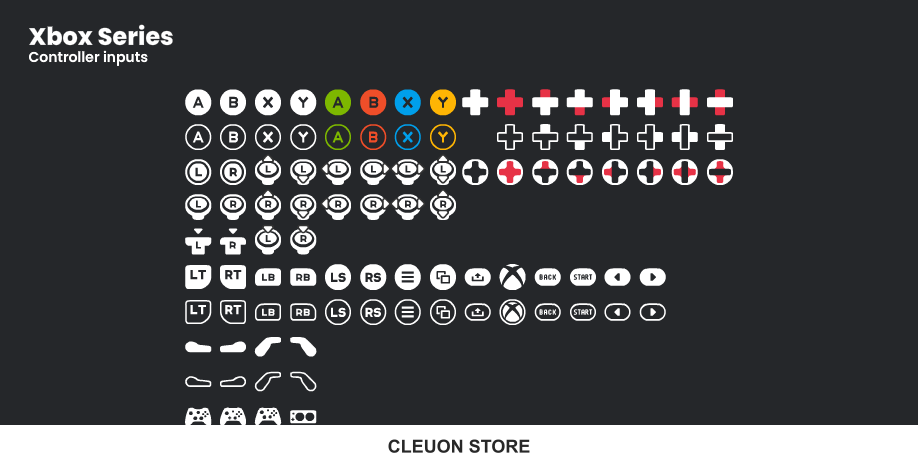 Xbox Series
Controller inputs
A B X Y A B X Y
A B X Y A B X Y
L R L L L R L L
L R R R R R R R
L R L R
LT RT LB RB LS RS BACK START
LT RT LB RB LS RS BACK START
CLEUON STORE